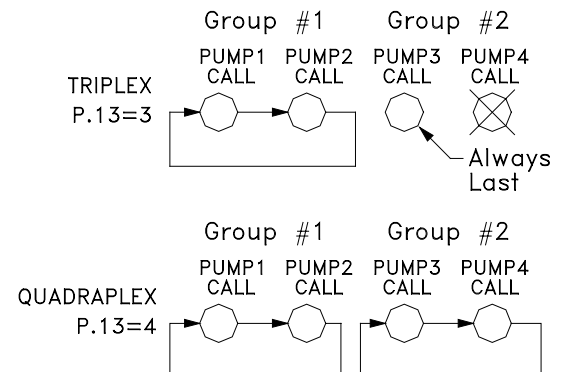 Group #1 Group #2
PUMP1 PUMP2 PUMP3 PUMP4
CALL CALL CALL CALL
TRIPLEX
P.13=3
Always
Last
Group #1 Group #2
PUMP1 PUMP2 PUMP3 PUMP4
CALL CALL CALL CALL
QUADRAPLEX
P.13=4